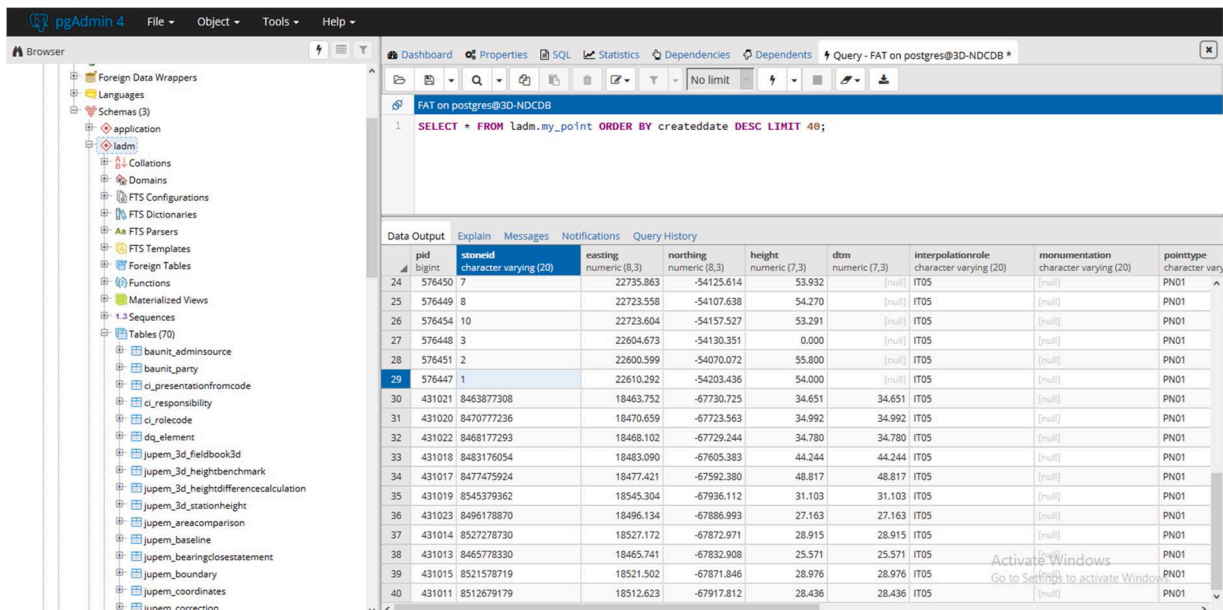 pgAdmin 4 File Object Tools Help
Browser
Foreign Data Wrappers
Languages
Schemas (3)
application
ladm
Collations
Domains
FTS Configurations
FTS Dictionaries
Aa FTS Parsers
FTS Templates
Foreign Tables
Functions
Materialized Views
1.3 Sequences
Tables (70)
baunit_adminsource
baunit_party
ci_presentationfromcode
ci_responsibility
ci_rolecode
dq_element
jupem_3d_fieldbook3d
jupem_3d_heightbenchmark
jupem_3d_heightdifferencecalculation
jupem_3d_stationheight
jupem_areacomparison
jupem_baseline
jupem_bearingclosestatement
jupem_boundary
jupem_coordinates
jupem_correction
Dashboard Properties SQL Statistics Dependencies Dependents Query - FAT on postgres@3D-NDCDB *
No limit
FAT on postgres@3D-NDCDB
1 SELECT * FROM ladm.my_point ORDER BY createddate DESC LIMIT 40;
Data Output Explain Messages Notifications Query History
pid stoneid easting northing height dtm interpolationrole monumentation pointtype
bigint character varying (20) numeric (8,3) numeric (8,3) numeric (7,3) numeric (7,3) character varying (20) character varying (20) character vary
24 576450 7 22735.863 -54125.614 53.932 [null] IT05 [null] PN01
25 576449 8 22723.558 -54107.638 54.270 [null] IT05 [null] PN01
26 576454 10 22723.604 -54157.527 53.291 [null] IT05 [null] PN01
27 576448 3 22604.673 -54130.351 0.000 [null] IT05 [null] PN01
28 576451 2 22600.599 -54070.072 55.800 [null] IT05 [null] PN01
29 576447 1 22610.292 -54203.436 54.000 [null] IT05 [null] PN01
30 431021 8463877308 18463.752 -67730.725 34.651 34.651 IT05 [null] PN01
31 431020 8470777236 18470.659 -67723.563 34.992 34.992 IT05 [null] PN01
32 431022 8468177293 18468.102 -67729.244 34.780 34.780 IT05 [null] PN01
33 431018 8483176054 18483.090 -67605.383 44.244 44.244 IT05 [null] PN01
34 431017 8477475924 18477.421 -67592.380 48.817 48.817 IT05 [null] PN01
35 431019 8545379362 18545.304 -67936.112 31.103 31.103 IT05 [null] PN01
36 431023 8496178870 18496.134 -67886.993 27.163 27.163 IT05 [null] PN01
37 431014 8527278730 18527.172 -67872.971 28.915 28.915 IT05 [null] PN01
38 431013 8465778330 18465.741 -67832.908 25.571 25.571 IT05 [null] PN01
39 431015 8521578719 18521.502 -67871.846 28.976 28.976 IT05 [null] PN01
40 431011 8512679179 18512.623 -67917.812 28.436 28.436 IT05 [null] PN01
Activate Windows
Go to Settings to activate Windows.